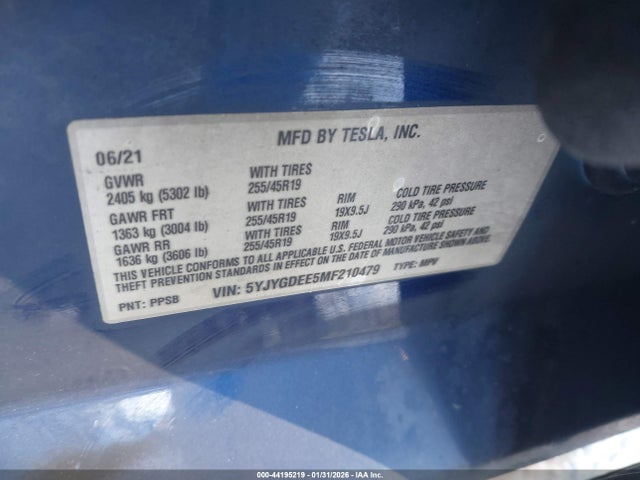 MFD BY TESLA, INC.
06/21
GVWR WITH TIRES
2405 kg (5302 lb) 255/45R19
GAWR FRT WITH TIRES RIM COLD TIRE PRESSURE
1363 kg (3004 lb) 255/45R19 19X9.5J 290 kPa, 42 psi
GAWR RR WITH TIRES RIM COLD TIRE PRESSURE
1636 kg (3606 lb) 255/45R19 19X9.5J 290 kPa, 42 psi
THIS VEHICLE CONFORMS TO ALL APPLICABLE U.S. FEDERAL MOTOR VEHICLE SAFETY AND
THEFT PREVENTION STANDARDS IN EFFECT ON THE DATE OF MANUFACTURE SHOWN ABOVE.
PNT: PPSB VIN: 5YJYGDEE5MF210479 TYPE: MPV
000-44195219 - 01/31/2026 - IAA Inc.